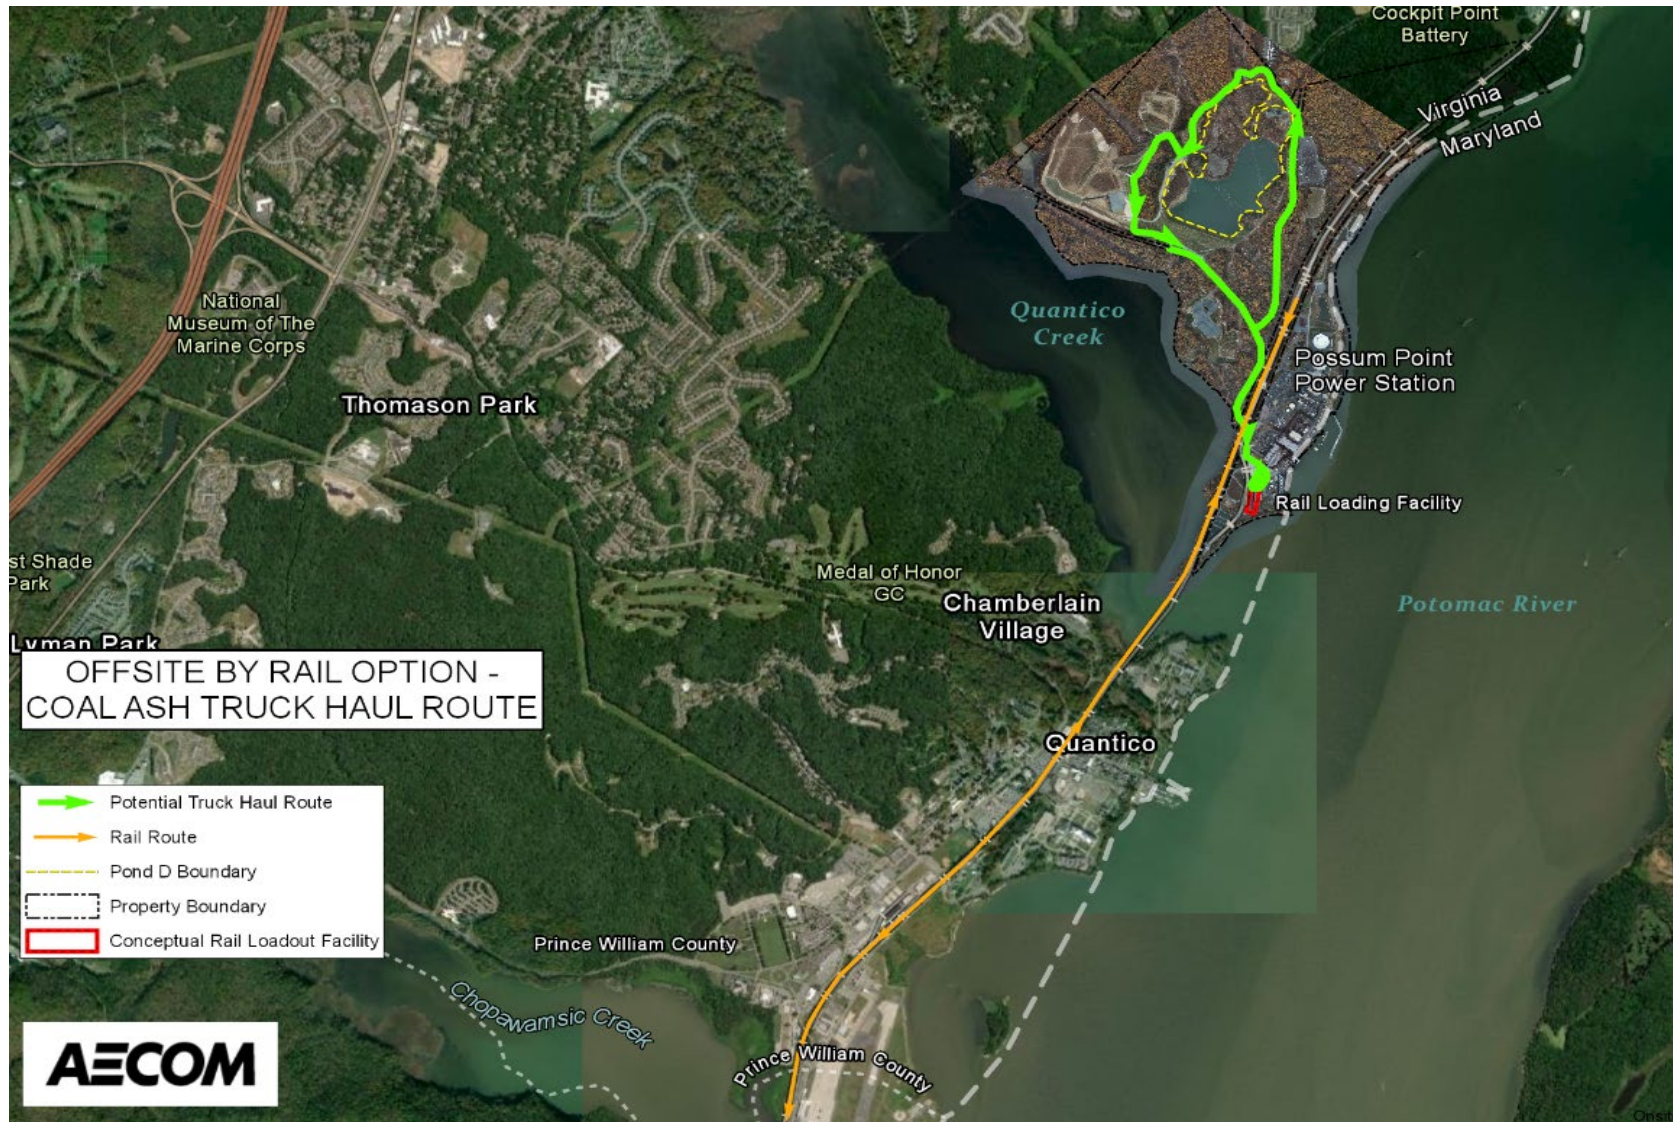 Cockpit Point
Battery
Virginia
Maryland
National
Museum of The
Marine Corps
Quantico
Creek
Possum Point
Power Station
Thomason Park
Rail Loading Facility
st Shade
Park
Medal of Honor
GC
Chamberlain
Village
Potomac River
Lyman Park
OFFSITE BY RAIL OPTION -
COAL ASH TRUCK HAUL ROUTE
Quantico
Potential Truck Haul Route
Rail Route
Pond D Boundary
Property Boundary
Conceptual Rail Loadout Facility
Prince William County
Chopawamsic Creek
Prince William County
AECOM
Onsit